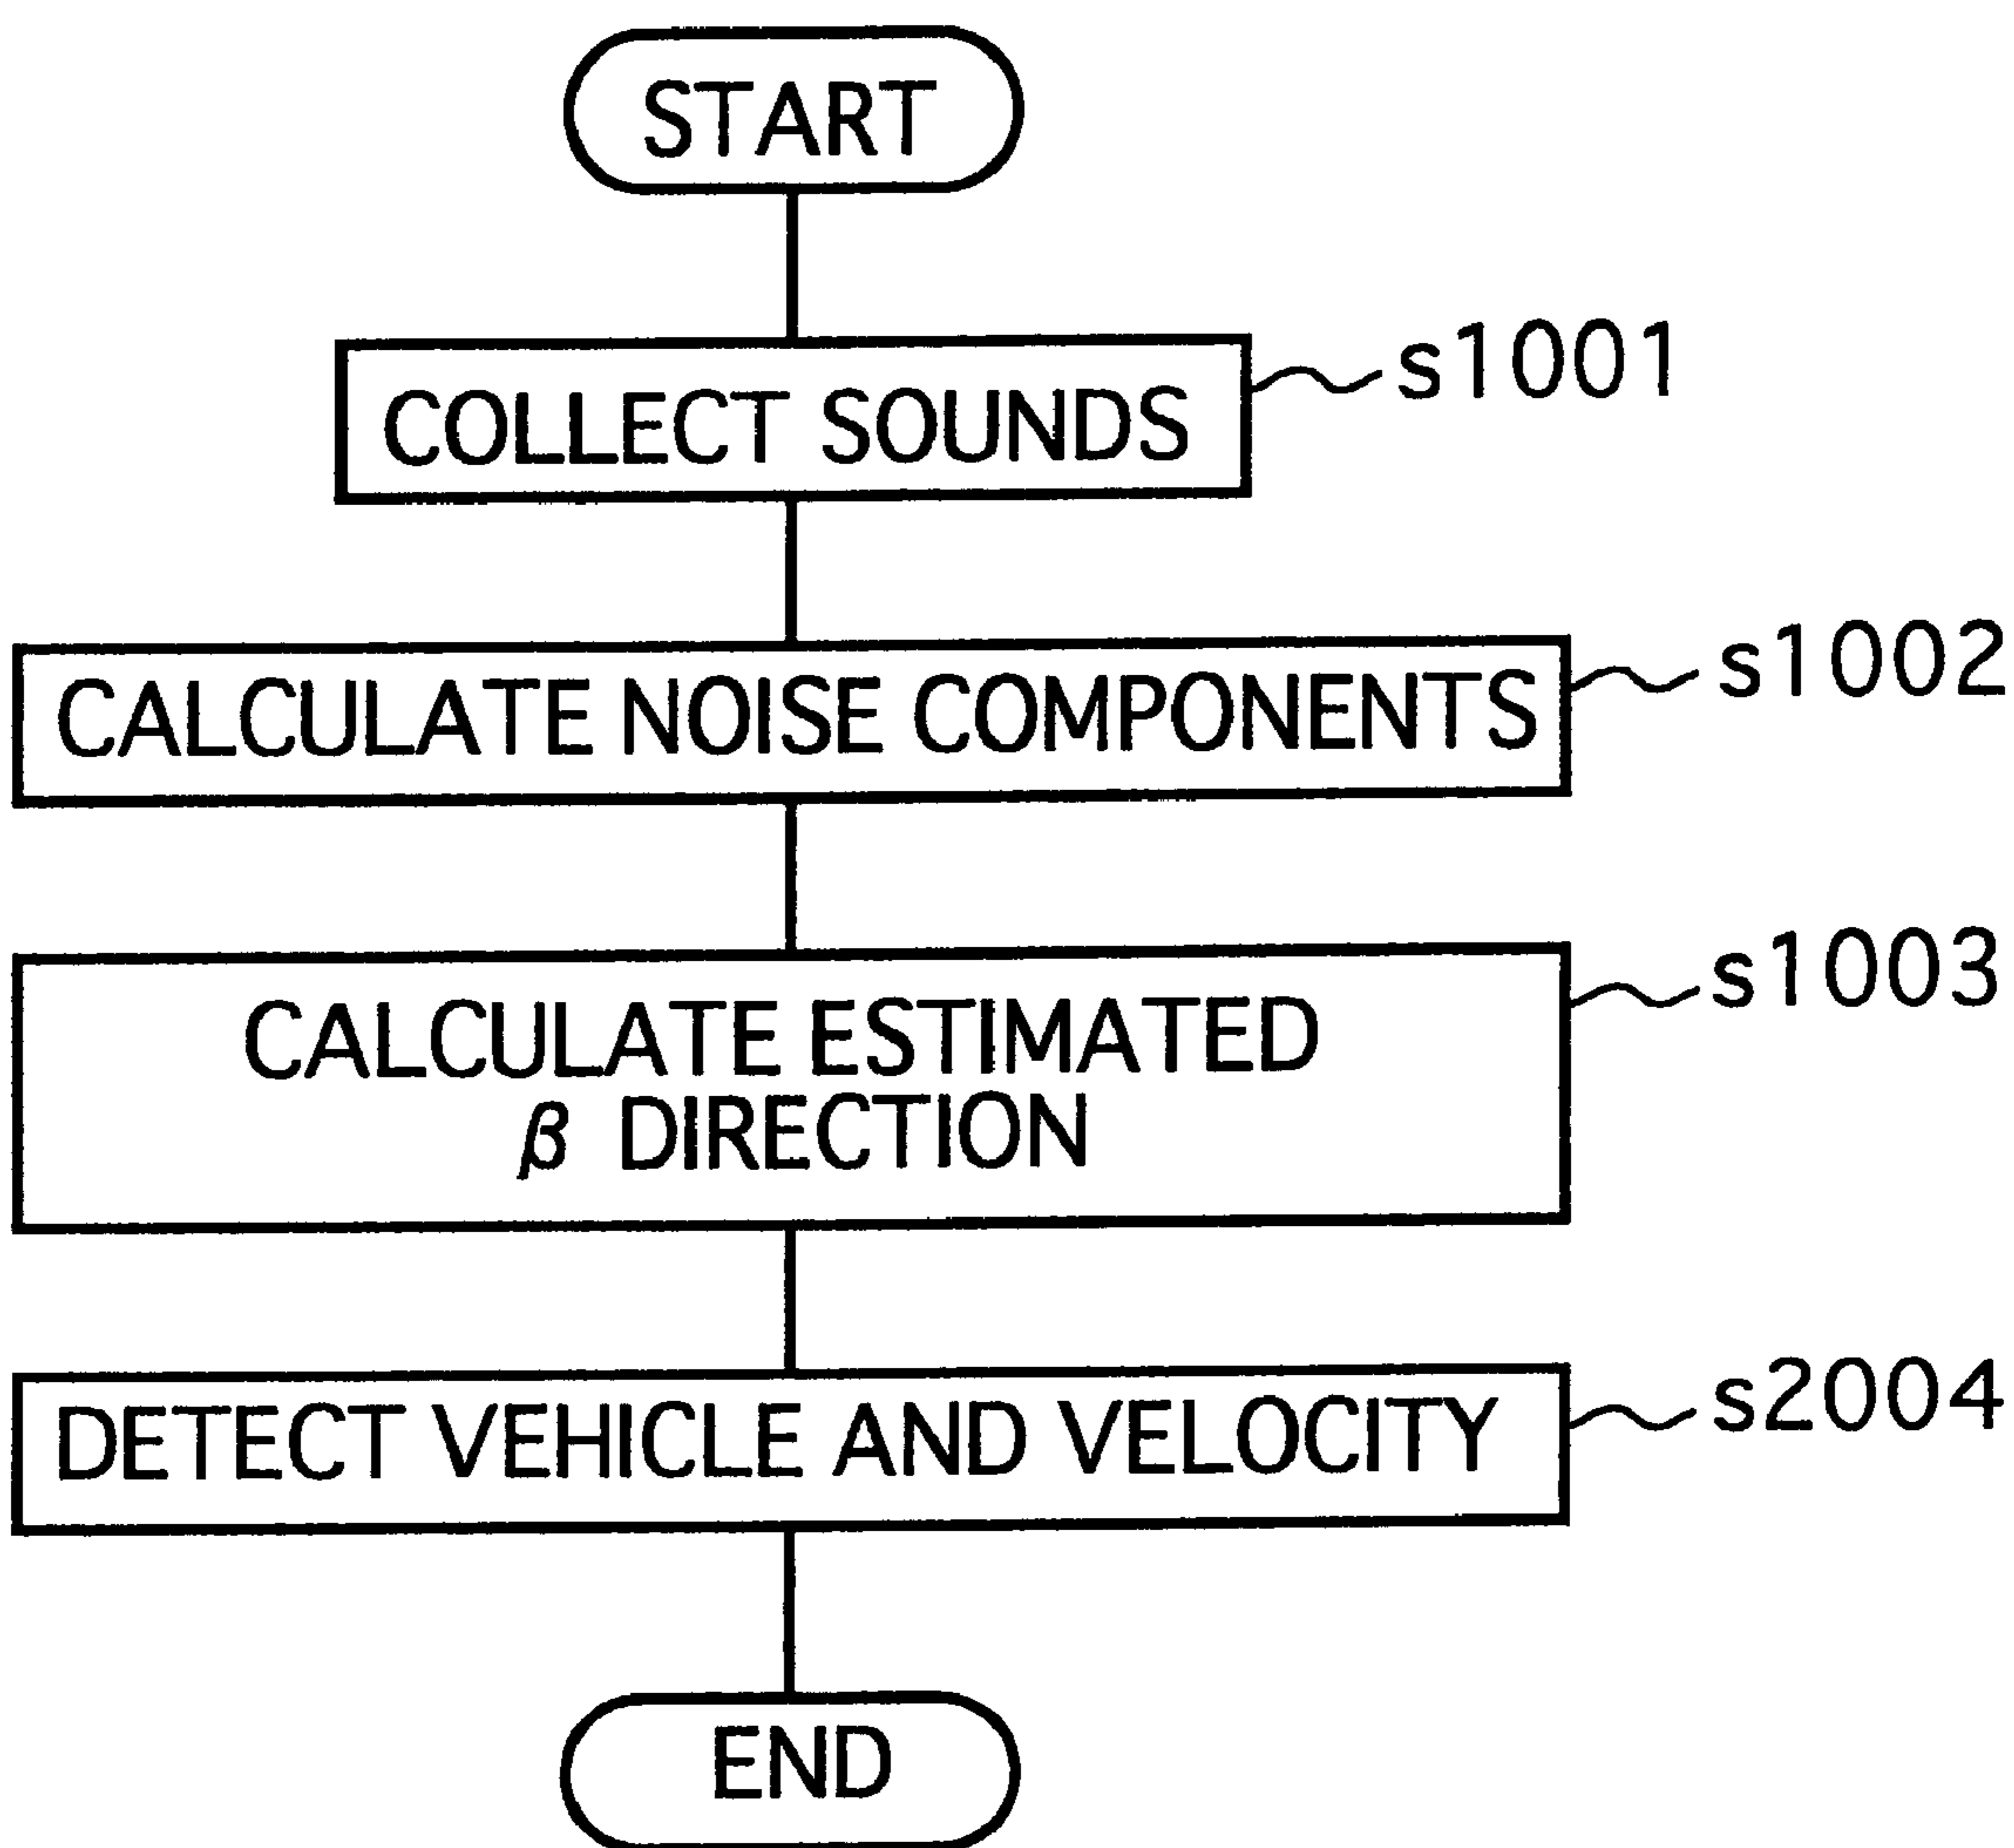 START
COLLECT SOUNDS
s1001
CALCULATE NOISE COMPONENTS
s1002
CALCULATE ESTIMATED
β DIRECTION
s1003
DETECT VEHICLE AND VELOCITY
s2004
END